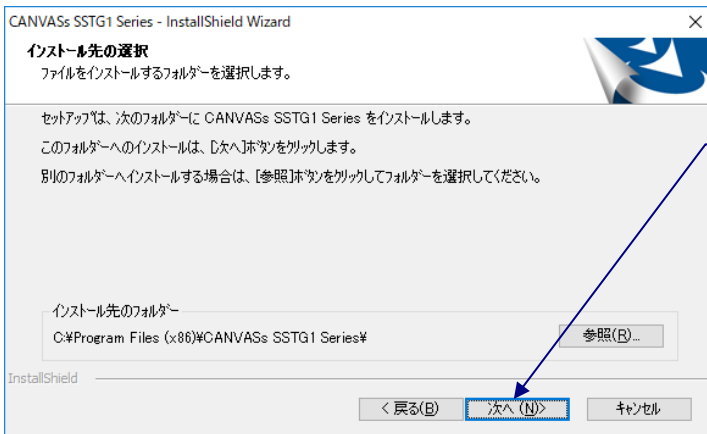 CANVASs SSTG1 Series - InstallShield Wizard
インストール先の選択
ファイルをインストールするフォルダーを選択します。
セットアップは、次のフォルダーに CANVASs SSTG1 Series をインストールします。
このフォルダーへのインストールは、[次へ]ボタンをクリックします。
別のフォルダーへインストールする場合は、[参照]ボタンをクリックしてフォルダーを選択してください。
インストール先のフォルダー
C:¥Program Files (x86)¥CANVASs SSTG1 Series¥
参照(R)...
InstallShield
< 戻る(B)
次へ (N)>
キャンセル